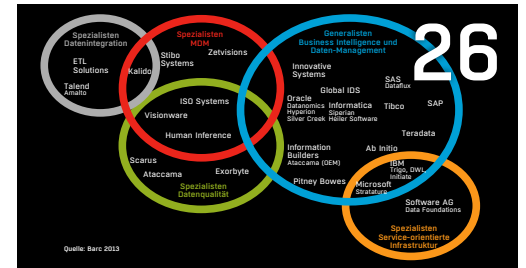 Spezialisten
Datenintegration
ETL
Solutions
Talend
Amalto
Kalido
Spezialisten
MDM
Stibo
Systems
Zetvisions
ISO Systems
Visionware
Human Inference
Scarus
Ataccama
Exorbyte
Spezialisten
Datenqualität
Generalisten
Business Intelligence und
Daten-Management
26
Innovative
Systems
Global IDS
SAS
Dataflux
Oracle
Datanomics
Hyperion
Silver Creek
Informatica
Siperian
Heiler Software
Tibco
SAP
Teradata
Information
Builders
Ataccama (OEM)
Ab Initio
IBM
Trigo, DWL,
Initiate
Pitney Bowes
Microsoft
Stratature
Software AG
Data Foundations
Spezialisten
Service-orientierte
Infrastruktur
Quelle: Barc 2013